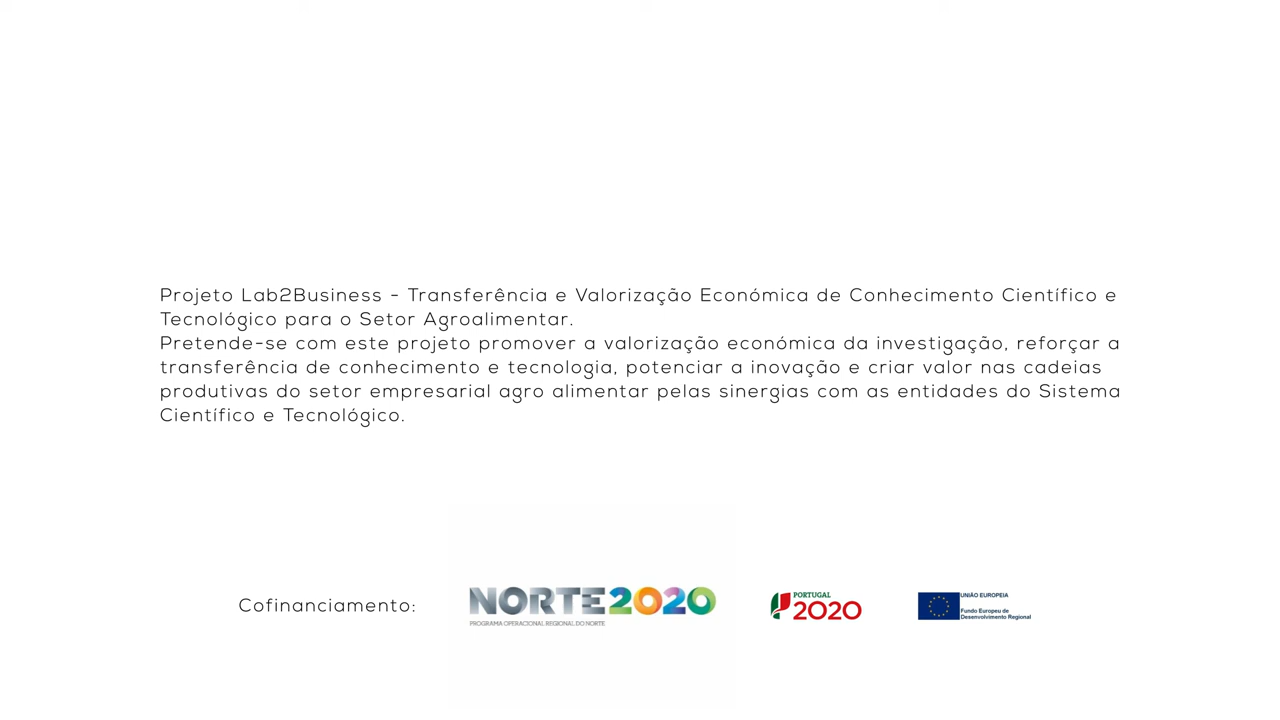 Projeto Lab2Business - Transferência e Valorização Económica de Conhecimento Científico e
Tecnológico para o Setor Agroalimentar.
Pretende-se com este projeto promover a valorização económica da investigação, reforçar a
transferência de conhecimento e tecnologia, potenciar a inovação e criar valor nas cadeias
produtivas do setor empresarial agro alimentar pelas sinergias com as entidades do Sistema
Científico e Tecnológico.
Cofinanciamento:
NORTE2020
PROGRAMA OPERACIONAL REGIONAL DO NORTE
PORTUGAL
2020
UNIÃO EUROPEIA
Fundo Europeu de
Desenvolvimento Regional